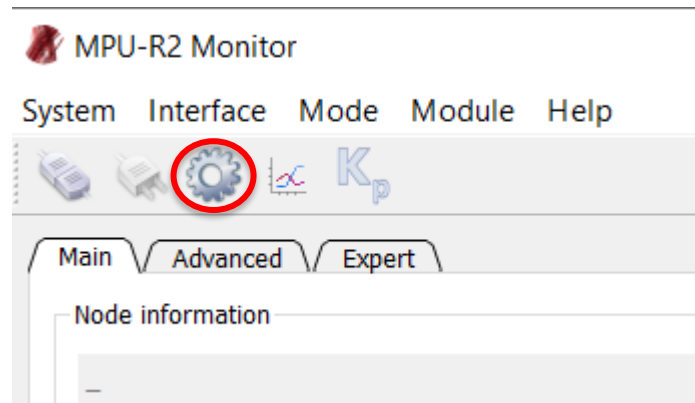 MPU-R2 Monitor
System Interface Mode Module Help
Kp
Main Advanced Expert
Node information
_